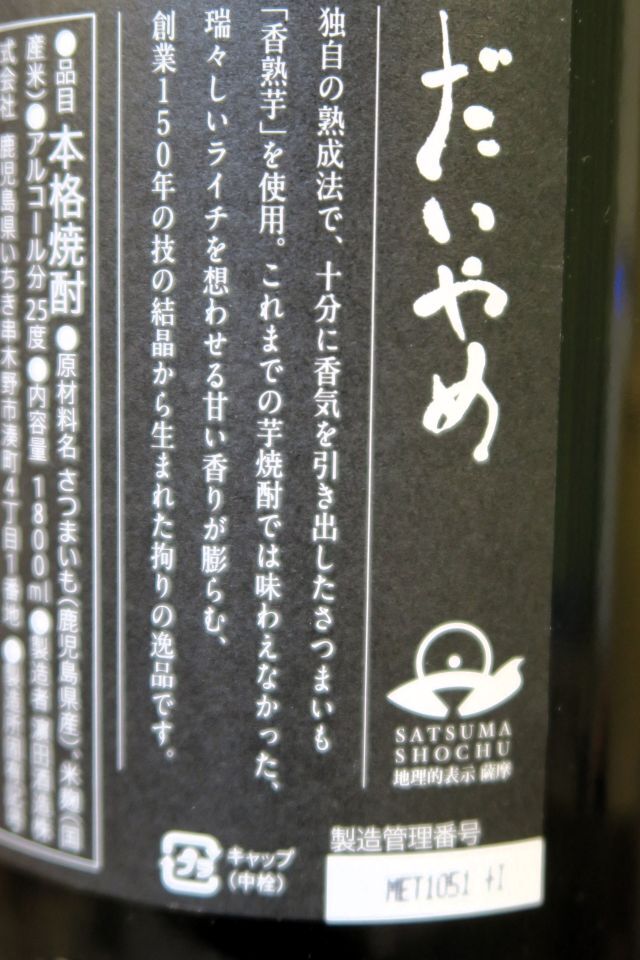 だいやめ
独自の熟成法で、十分に香気を引き出したさつまいも
「香熟芋」を使用。これまでの芋焼酎では味わえなかった、
瑞々しいライチを想わせる甘い香りが膨らむ、
創業150年の技の結晶から生まれた拘りの逸品です。
●品目 本格焼酎 ●原材料名 さつまいも(鹿児島県産)、米麹(国
産米)●アルコール分 25度 ●内容量 1800ml ●製造者 濵田酒造株
式会社 鹿児島県いちき串木野市湊町4丁目1番地 ●
SATSUMA
SHOCHU
地理的表示 薩摩
製造管理番号
MET1051
キャップ
(中栓)
プラ